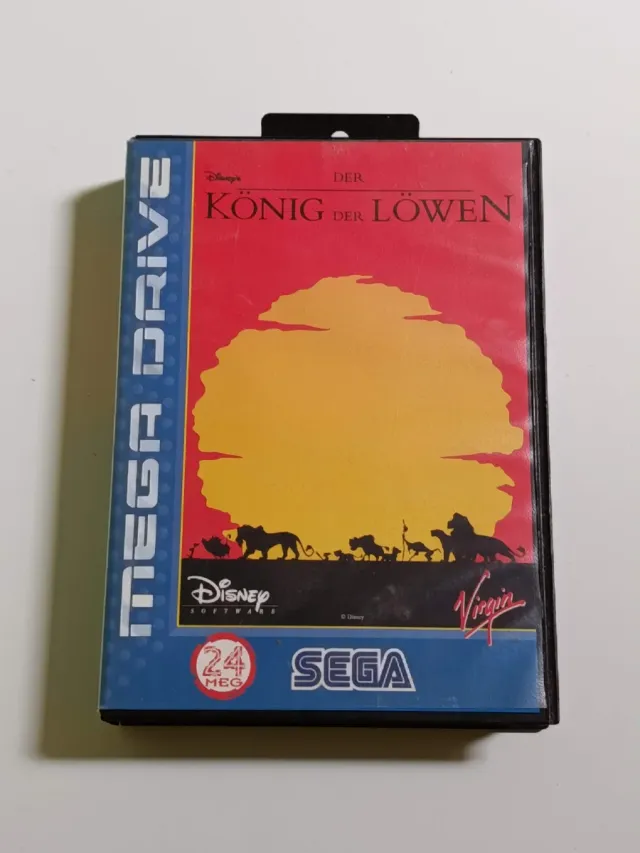 Disney's
DER
KÖNIG DER LÖWEN
MEGA DRIVE
Disney
SOFTWARE
© Disney
Virgin
24
MEG
SEGA